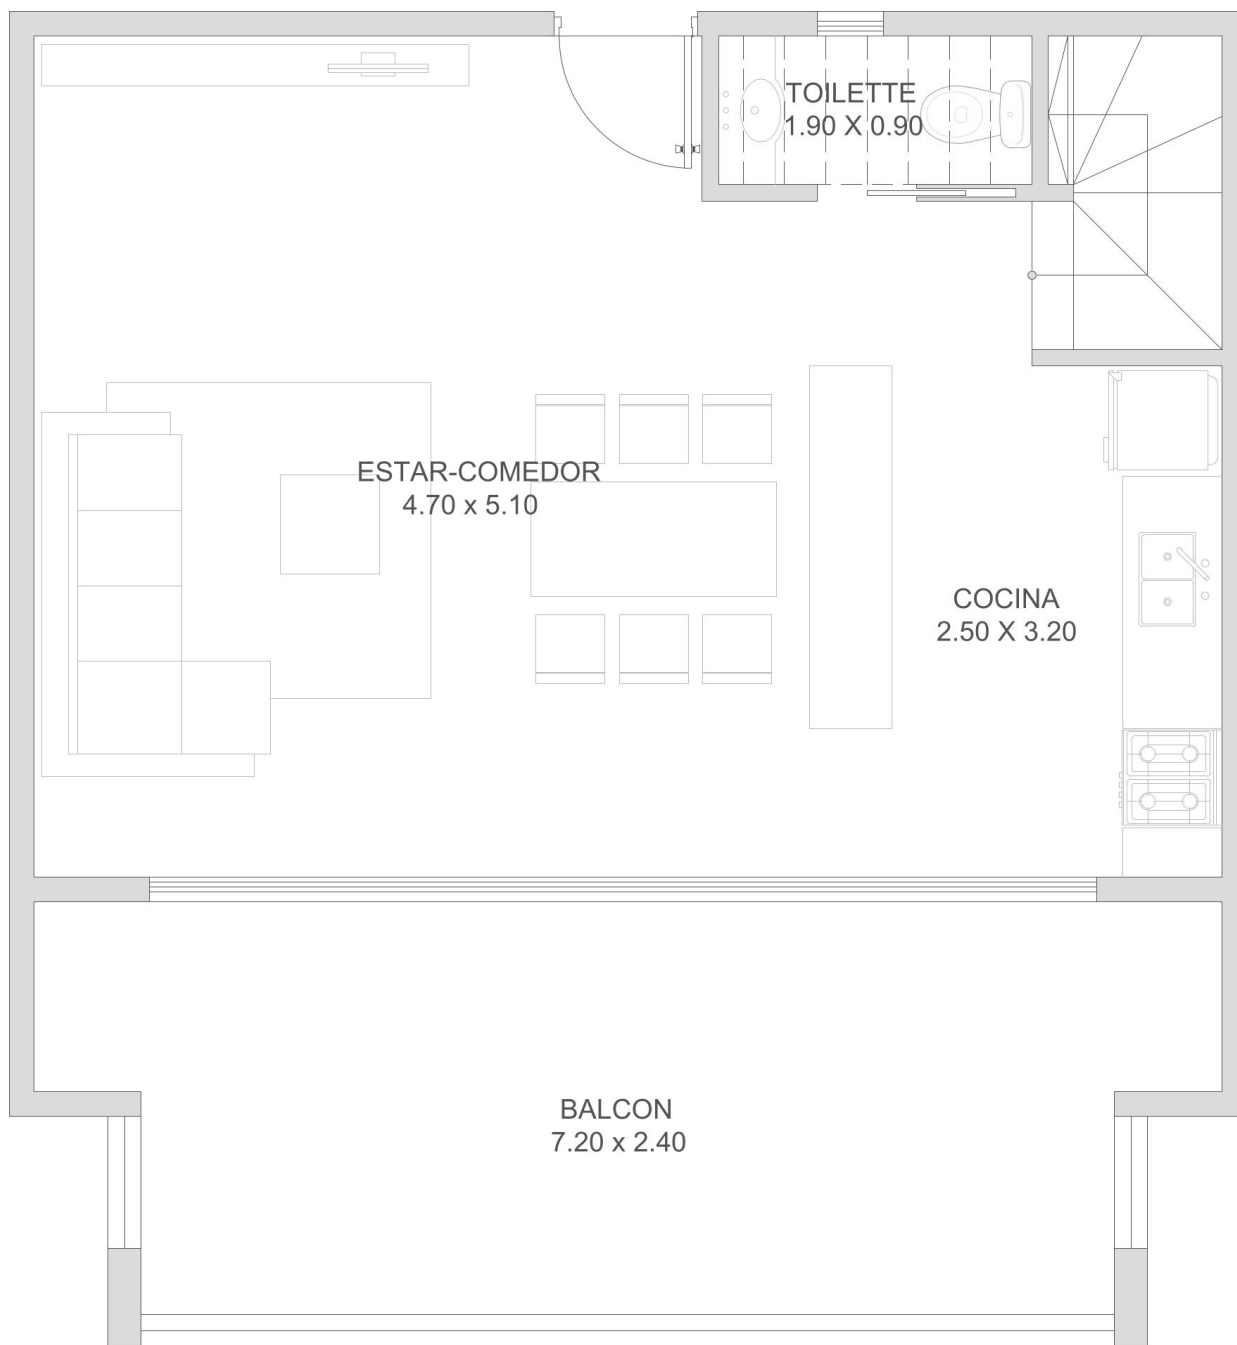 TOILETTE
1.90 X 0.90
ESTAR-COMEDOR
4.70 x 5.10
COCINA
2.50 X 3.20
BALCON
7.20 x 2.40